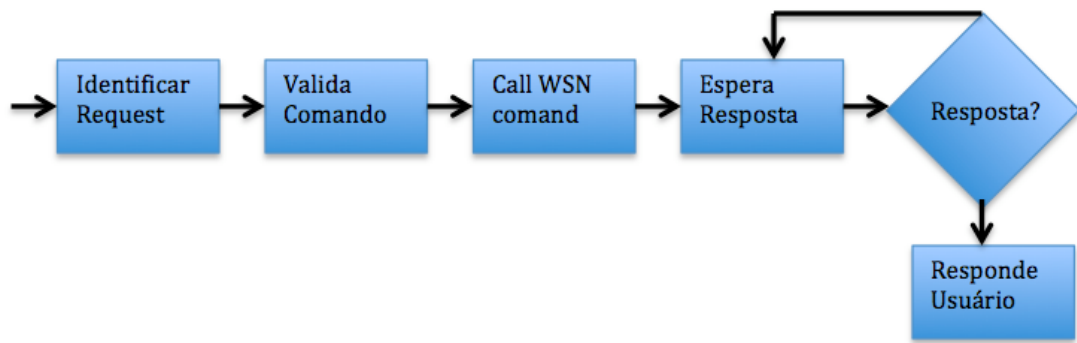 Identificar
Request
Valida
Comando
Call WSN
comand
Espera
Resposta
Resposta?
Responde
Usuário